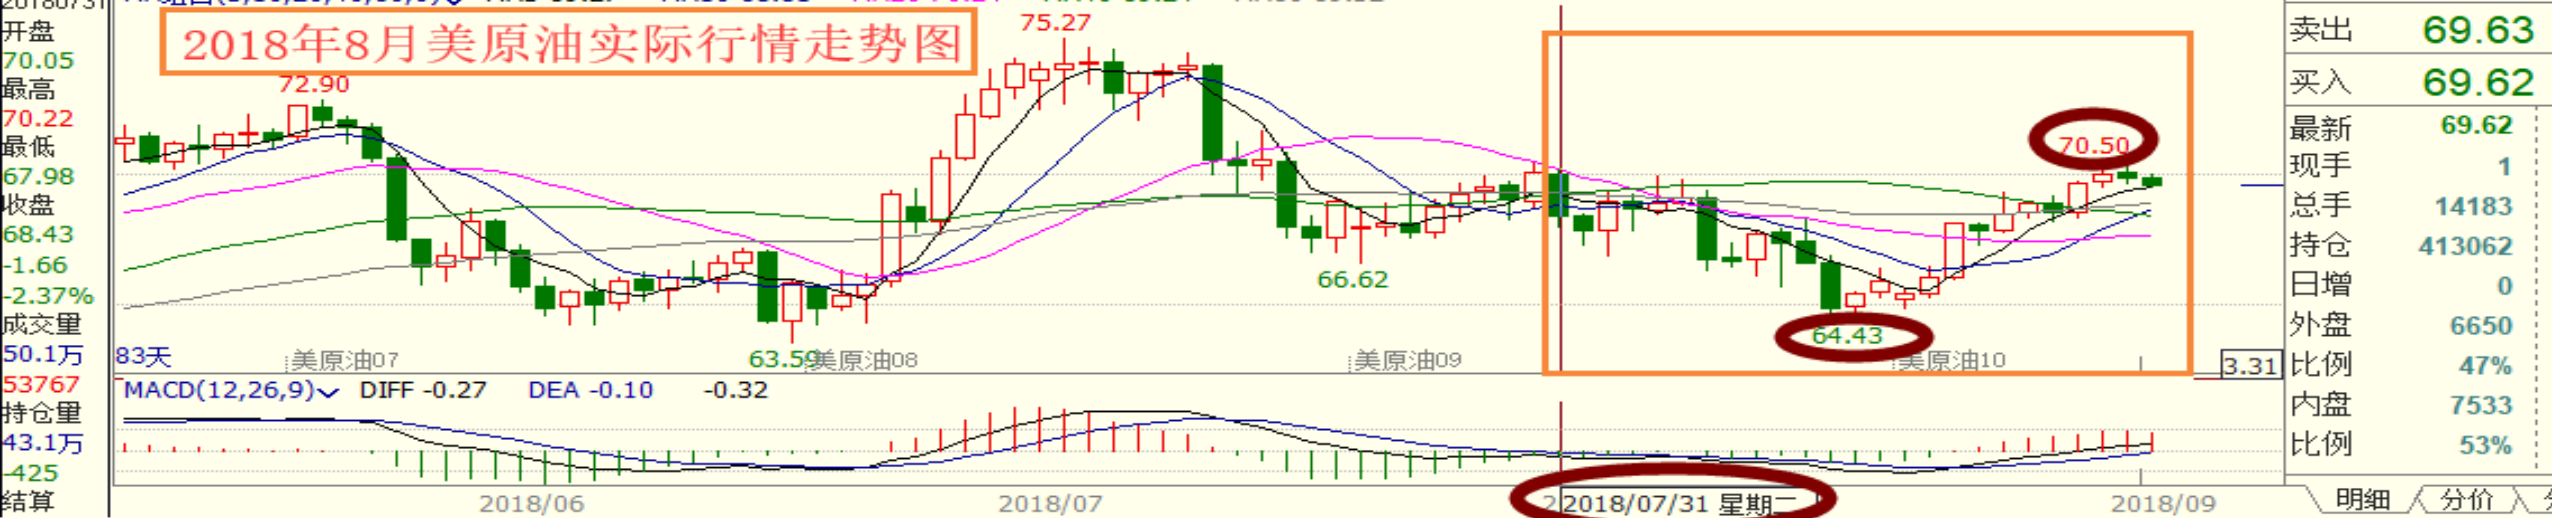 20180731
开盘
70.05
最高
70.22
最低
67.98
收盘
68.43
-1.66
-2.37%
成交量
50.1万
53767
持仓量
43.1万
-425
结算
2018年8月美原油实际行情走势图
72.90
75.27
63.59
66.62
64.43
70.50
83天
美原油07
美原油08
美原油09
美原油10
3.31
MACD(12,26,9) DIFF -0.27 DEA -0.10 -0.32
2018/06
2018/07
2018/07/31 星期二
2018/09
卖出 69.63
买入 69.62
最新 69.62
现手 1
总手 14183
持仓 413062
日增 0
外盘 6650
比例 47%
内盘 7533
比例 53%
明细 分价